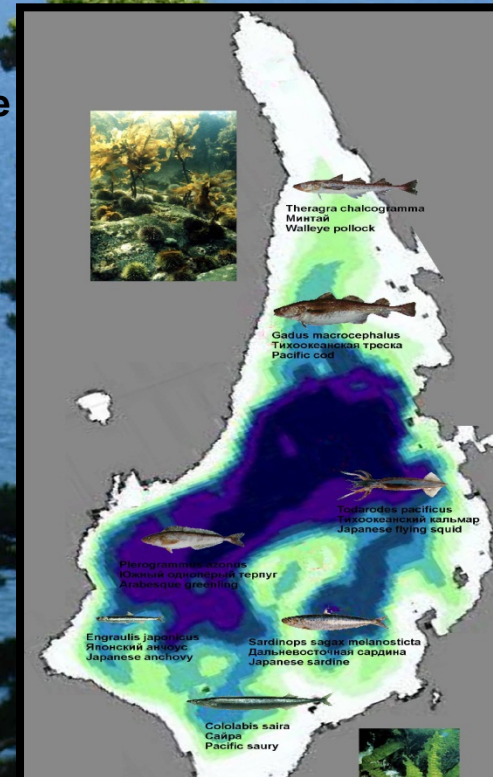 e
Theragra chalcogramma
Минтай
Walleye pollock
Gadus macrocephalus
Тихоокеанская треска
Pacific cod
Todarodes pacificus
Тихоокеанский кальмар
Japanese flying squid
Plerogrammus azonus
Южный одноперый терпуг
Arabesque greenling
Engraulis japonicus
Японский анчоус
Japanese anchovy
Sardinops sagax melanosticta
Дальневосточная сардина
Japanese sardine
Cololabis saira
Сайра
Pacific saury